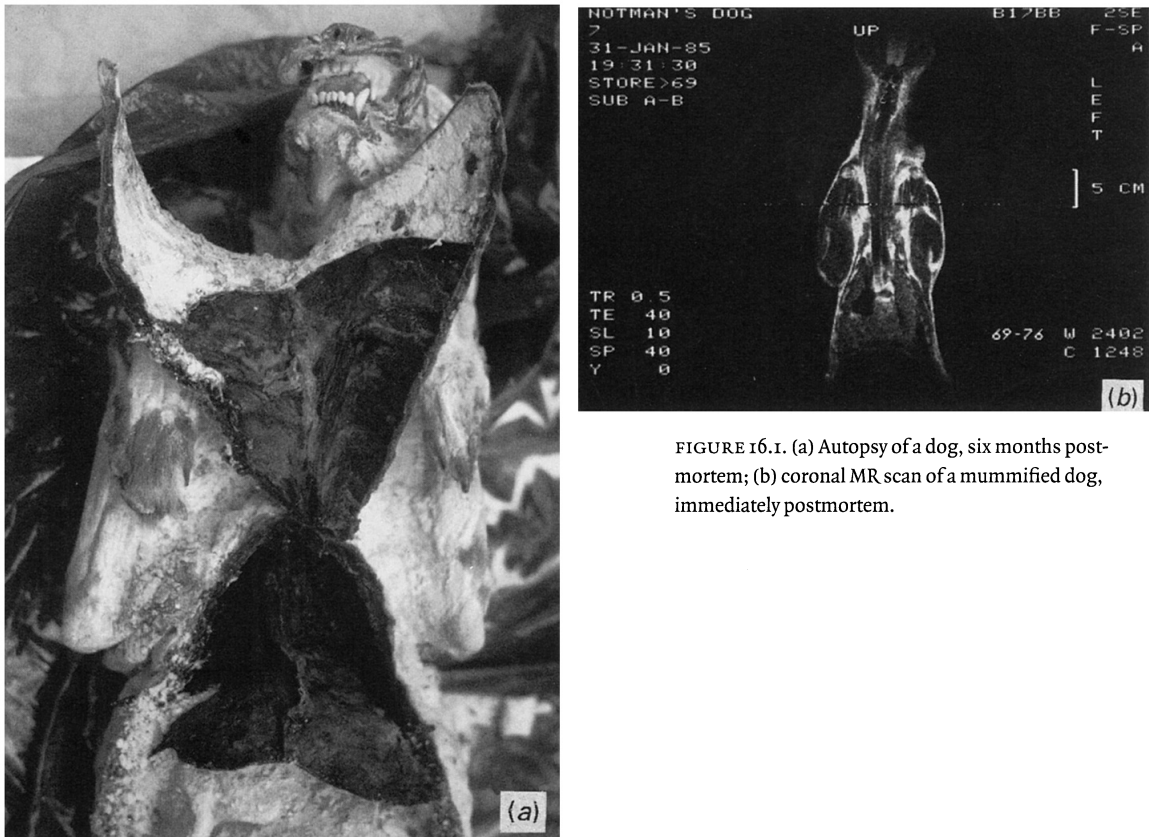 (a)
NOTMAN'S DOG
7
31-JAN-85
19:31:30
STORE>69
SUB A-B
UP
B17BB 2SE
F-SP
A
L
E
F
T
5 CM
TR 0.5
TE 40
SL 10
SP 40
Y 0
69-76 W 2402
C 1248
(b)
FIGURE 16.1. (a) Autopsy of a dog, six months post-
mortem; (b) coronal MR scan of a mummified dog,
immediately postmortem.